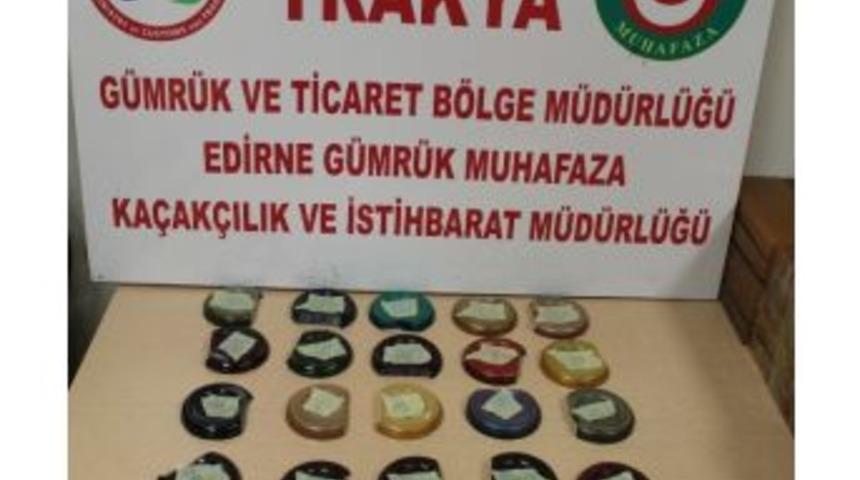 TRAKYA
MUHAFAZA
GÜMRÜK VE TİCARET BÖLGE MÜDÜRLÜĞÜ
EDİRNE GÜMRÜK MUHAFAZA
KAÇAKÇILIK VE İSTİHBARAT MÜDÜRLÜĞÜ